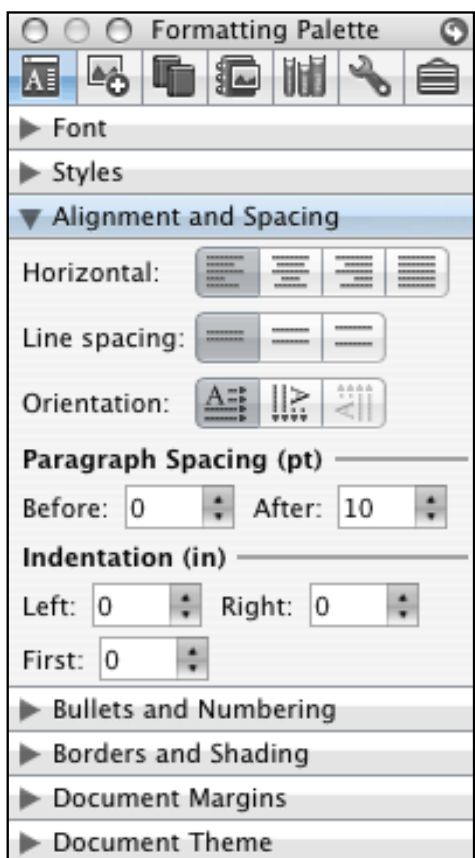 Formatting Palette
Font
Styles
Alignment and Spacing
Horizontal:
Line spacing:
Orientation:
Paragraph Spacing (pt)
Before: 0 After: 10
Indentation (in)
Left: 0 Right: 0
First: 0
Bullets and Numbering
Borders and Shading
Document Margins
Document Theme